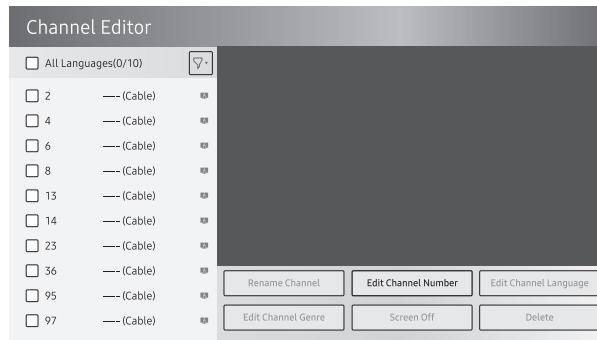 Channel Editor
All Languages(0/10)
2 ––- (Cable)
4 ––- (Cable)
6 ––- (Cable)
8 ––- (Cable)
13 ––- (Cable)
14 ––- (Cable)
23 ––- (Cable)
36 ––- (Cable)
95 ––- (Cable)
97 ––- (Cable)
Rename Channel Edit Channel Number Edit Channel Language
Edit Channel Genre Screen Off Delete